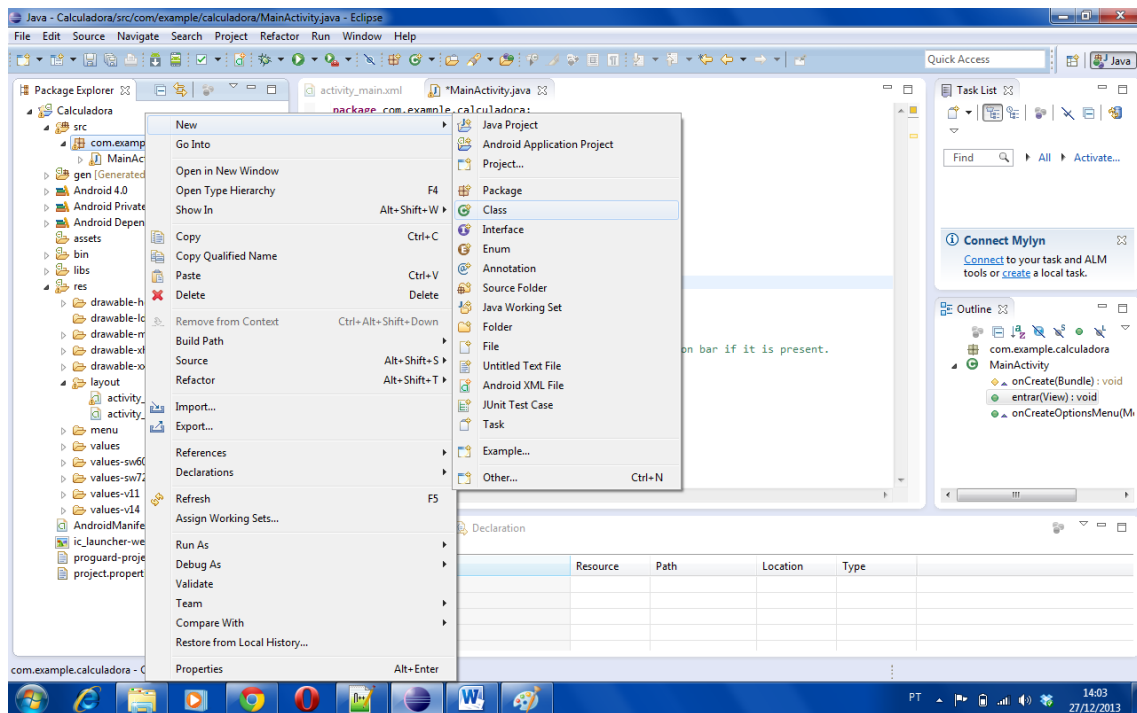 Java - Calculadora/src/com/example/calculadora/MainActivity.java - Eclipse
File Edit Source Navigate Search Project Refactor Run Window Help
Quick Access
Java
Package Explorer
activity_main.xml
*MainActivity.java
Task List
package com.example.calculadora;
Calculadora
src
com.examp
MainAc
gen [Generated
Android 4.0
Android Private
Android Depen
assets
bin
libs
res
drawable-h
drawable-lc
drawable-m
drawable-xl
drawable-xx
layout
activity_
activity_
menu
values
values-sw60
values-sw72
values-v11
values-v14
AndroidManife
ic_launcher-we
proguard-proje
project.propert
New
Go Into
Open in New Window
Open Type Hierarchy F4
Show In Alt+Shift+W
Copy Ctrl+C
Copy Qualified Name
Paste Ctrl+V
Delete Delete
Remove from Context Ctrl+Alt+Shift+Down
Build Path
Source Alt+Shift+S
Refactor Alt+Shift+T
Import...
Export...
References
Declarations
Refresh F5
Assign Working Sets...
Run As
Debug As
Validate
Team
Compare With
Restore from Local History...
Properties Alt+Enter
Java Project
Android Application Project
Project...
Package
Class
Interface
Enum
Annotation
Source Folder
Java Working Set
Folder
File
Untitled Text File
Android XML File
JUnit Test Case
Task
Example...
Other... Ctrl+N
on bar if it is present.
Find All Activate...
Connect Mylyn
Connect to your task and ALM
tools or create a local task.
Outline
com.example.calculadora
MainActivity
onCreate(Bundle) : void
entrar(View) : void
onCreateOptionsMenu(M
Declaration
Resource Path Location Type
com.example.calculadora - C
PT
14:03
27/12/2013